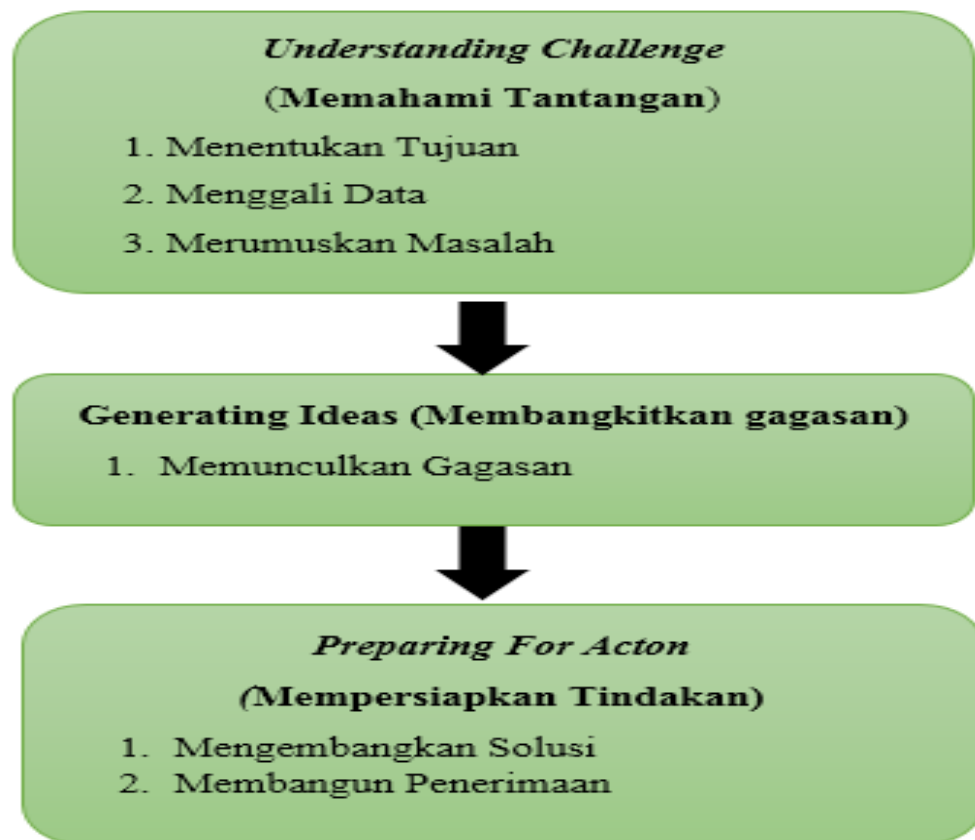 Understanding Challenge
(Memahami Tantangan)
1. Menentukan Tujuan
2. Menggali Data
3. Merumuskan Masalah
Generating Ideas (Membangkitkan gagasan)
1. Memunculkan Gagasan
Preparing For Acton
(Mempersiapkan Tindakan)
1. Mengembangkan Solusi
2. Membangun Penerimaan